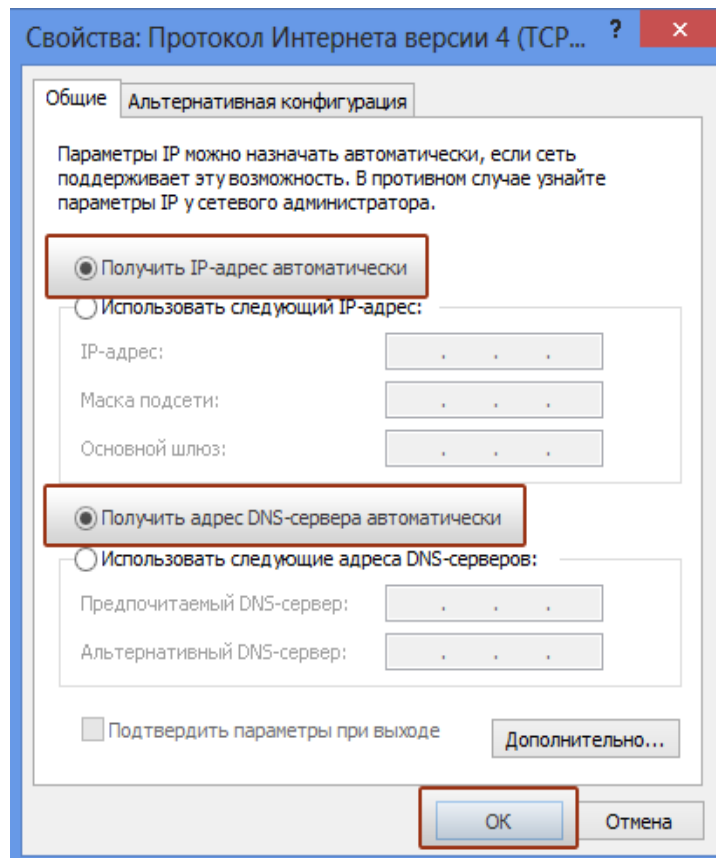 Свойства: Протокол Интернета версии 4 (TCP... ?
Общие
Альтернативная конфигурация
Параметры IP можно назначать автоматически, если сеть
поддерживает эту возможность. В противном случае узнайте
параметры IP у сетевого администратора.
Получить IP-адрес автоматически
Использовать следующий IP-адрес:
IP-адрес:
Маска подсети:
Основной шлюз:
Получить адрес DNS-сервера автоматически
Использовать следующие адреса DNS-серверов:
Предпочитаемый DNS-сервер:
Альтернативный DNS-сервер:
Подтвердить параметры при выходе
Дополнительно...
ОК
Отмена